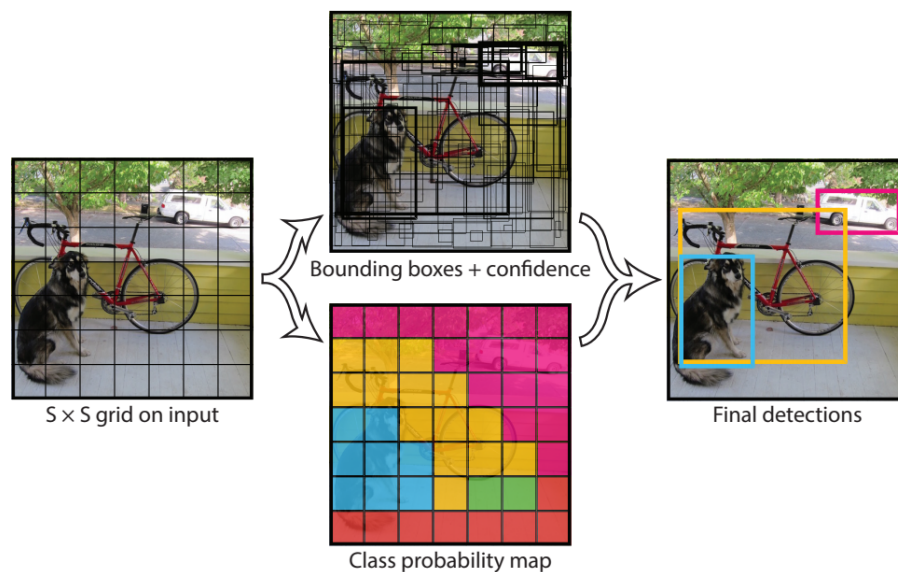 Bounding boxes + confidence
S × S grid on input
Final detections
Class probability map